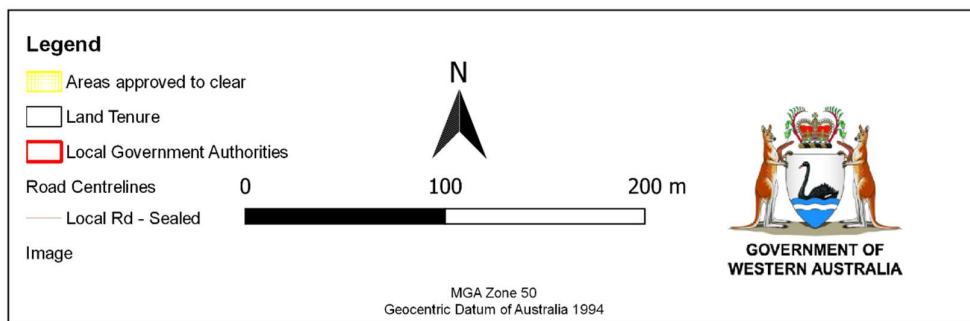 Legend
Areas approved to clear
Land Tenure
Local Government Authorities
Road Centrelines
Local Rd - Sealed
Image
N
0 100 200 m
MGA Zone 50
Geocentric Datum of Australia 1994
GOVERNMENT OF
WESTERN AUSTRALIA